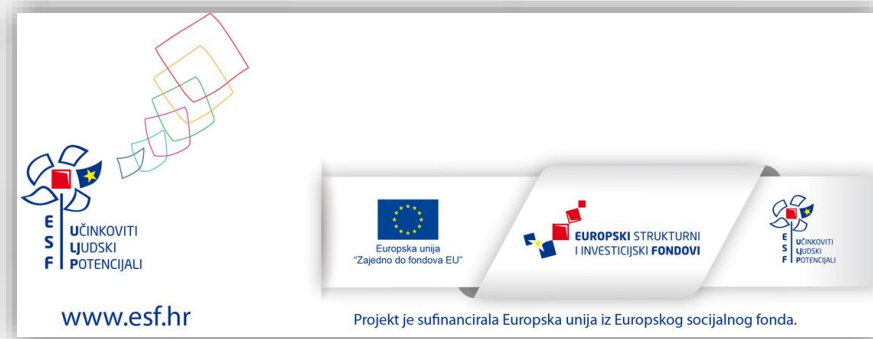 E S F
UČINKOVITI
LJUDSKI
POTENCIJALI
www.esf.hr
Europska unija
"Zajedno do fondova EU"
EUROPSKI STRUKTURNI
I INVESTICIJSKI FONDOVI
E S F
UČINKOVITI
LJUDSKI
POTENCIJALI
Projekt je sufinancirala Europska unija iz Europskog socijalnog fonda.